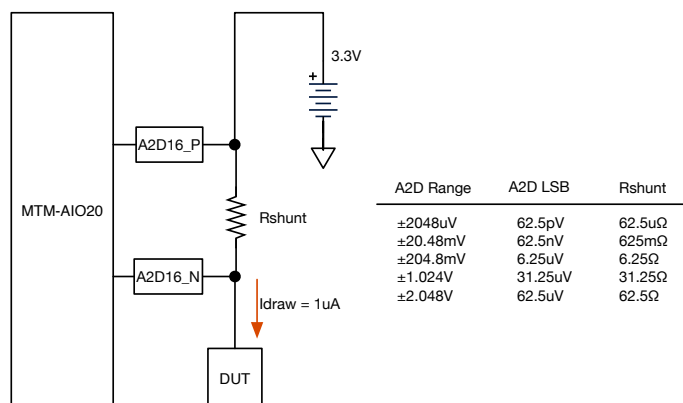 3.3V
+
A2D16_P
MTM-AIO20
Rshunt
A2D16_N
Idraw = 1uA
DUT
A2D Range A2D LSB Rshunt
±2048uV 62.5pV 62.5uΩ
±20.48mV 62.5nV 625mΩ
±204.8mV 6.25uV 6.25Ω
±1.024V 31.25uV 31.25Ω
±2.048V 62.5uV 62.5Ω